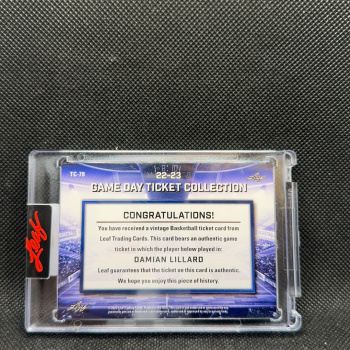 TC-78
22-23
Leaf
GAME DAY TICKET COLLECTION
CONGRATULATIONS!
You have received a vintage Basketball ticket card from
Leaf Trading Cards. This card bears an authentic game
ticket in which the player below played in:
DAMIAN LILLARD
Leaf guarantees that the ticket on this card is authentic.
We hope you enjoy this piece of history.
Leaf
Leaf